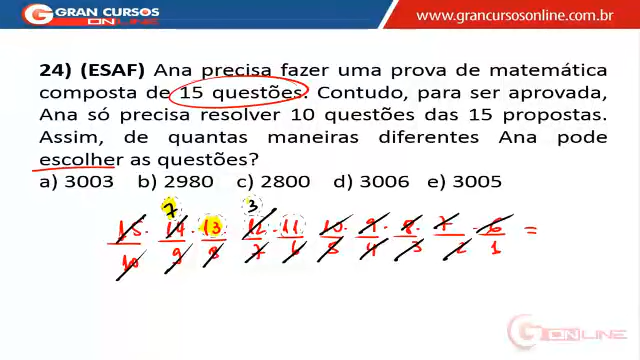 GRAN CURSOS
ONLINE
www.grancursosonline.com.br
24) (ESAF) Ana precisa fazer uma prova de matemática
composta de 15 questões. Contudo, para ser aprovada,
Ana só precisa resolver 10 questões das 15 propostas.
Assim, de quantas maneiras diferentes Ana pode
escolher as questões?
a) 3003 b) 2980 c) 2800 d) 3006 e) 3005
7 3
15 · 14 · 13 · 12 · 11 · 10 · 9 · 8 · 7 · 6 =
10 9 8 7 6 5 4 3 2 1
G ONLINE